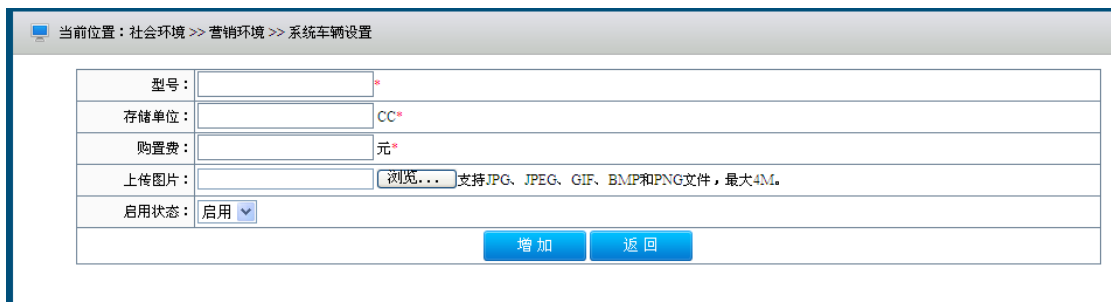 当前位置：社会环境 >> 营销环境 >> 系统车辆设置
型号： *
存储单位： CC*
购置费： 元*
上传图片： 浏览... 支持JPG、JPEG、GIF、BMP和PNG文件，最大4M。
启用状态： 启用
增加 返回